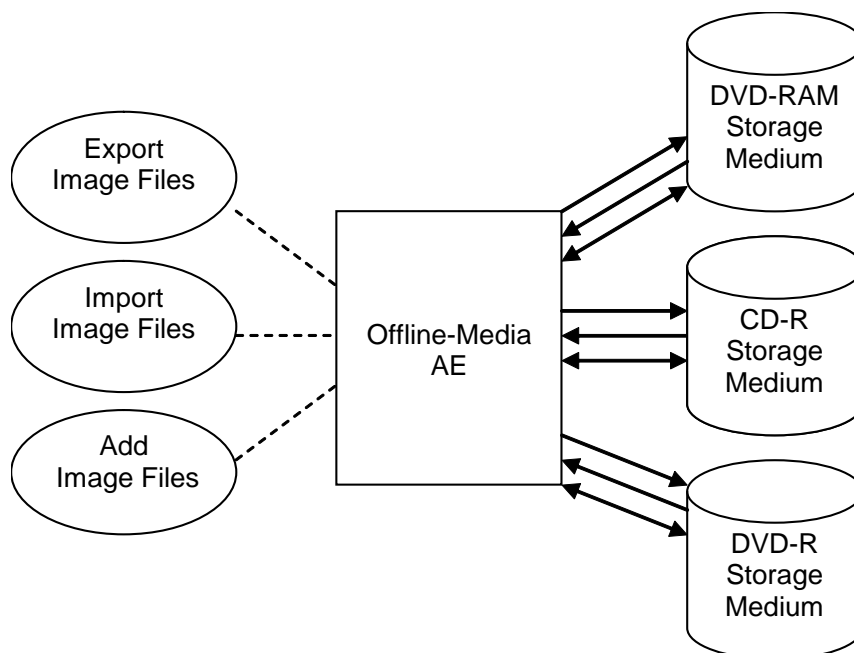 Export
Image Files
Import
Image Files
Add
Image Files
Offline-Media
AE
DVD-RAM
Storage
Medium
CD-R
Storage
Medium
DVD-R
Storage
Medium